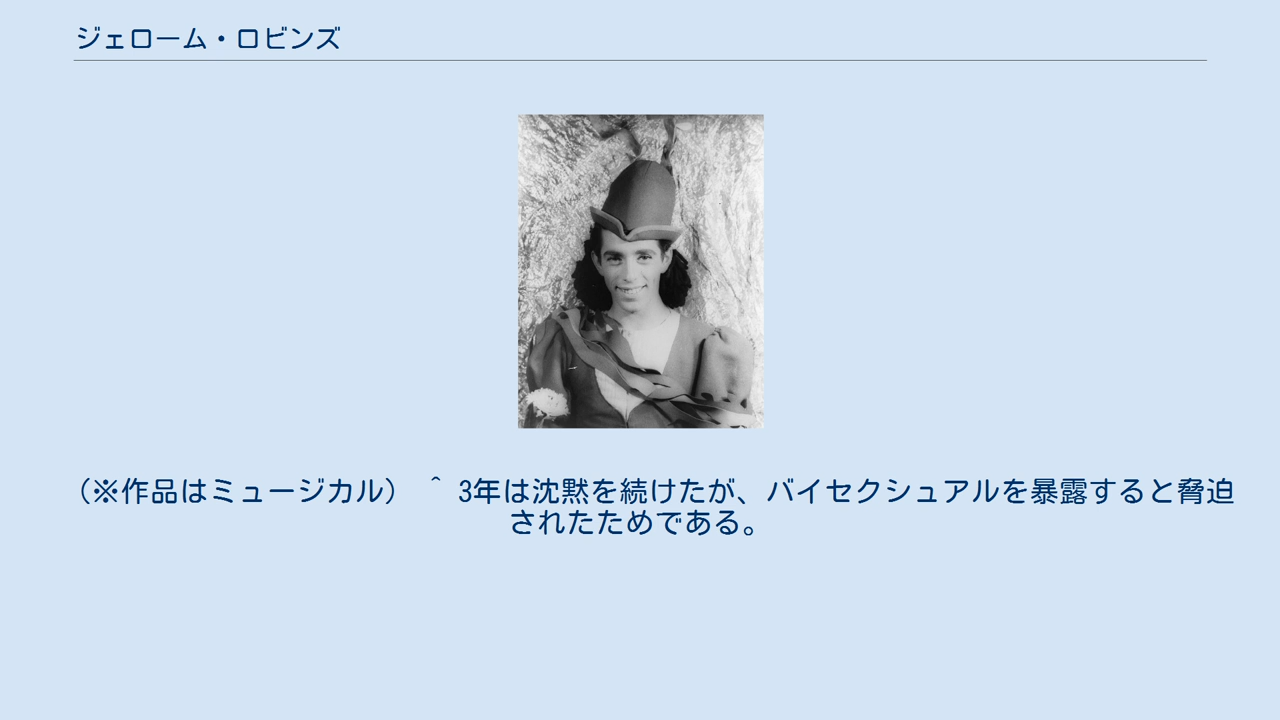 ジェローム・ロビンズ
（※作品はミュージカル） ^ 3年は沈黙を続けたが、バイセクシュアルを暴露すると脅迫
されたためである。